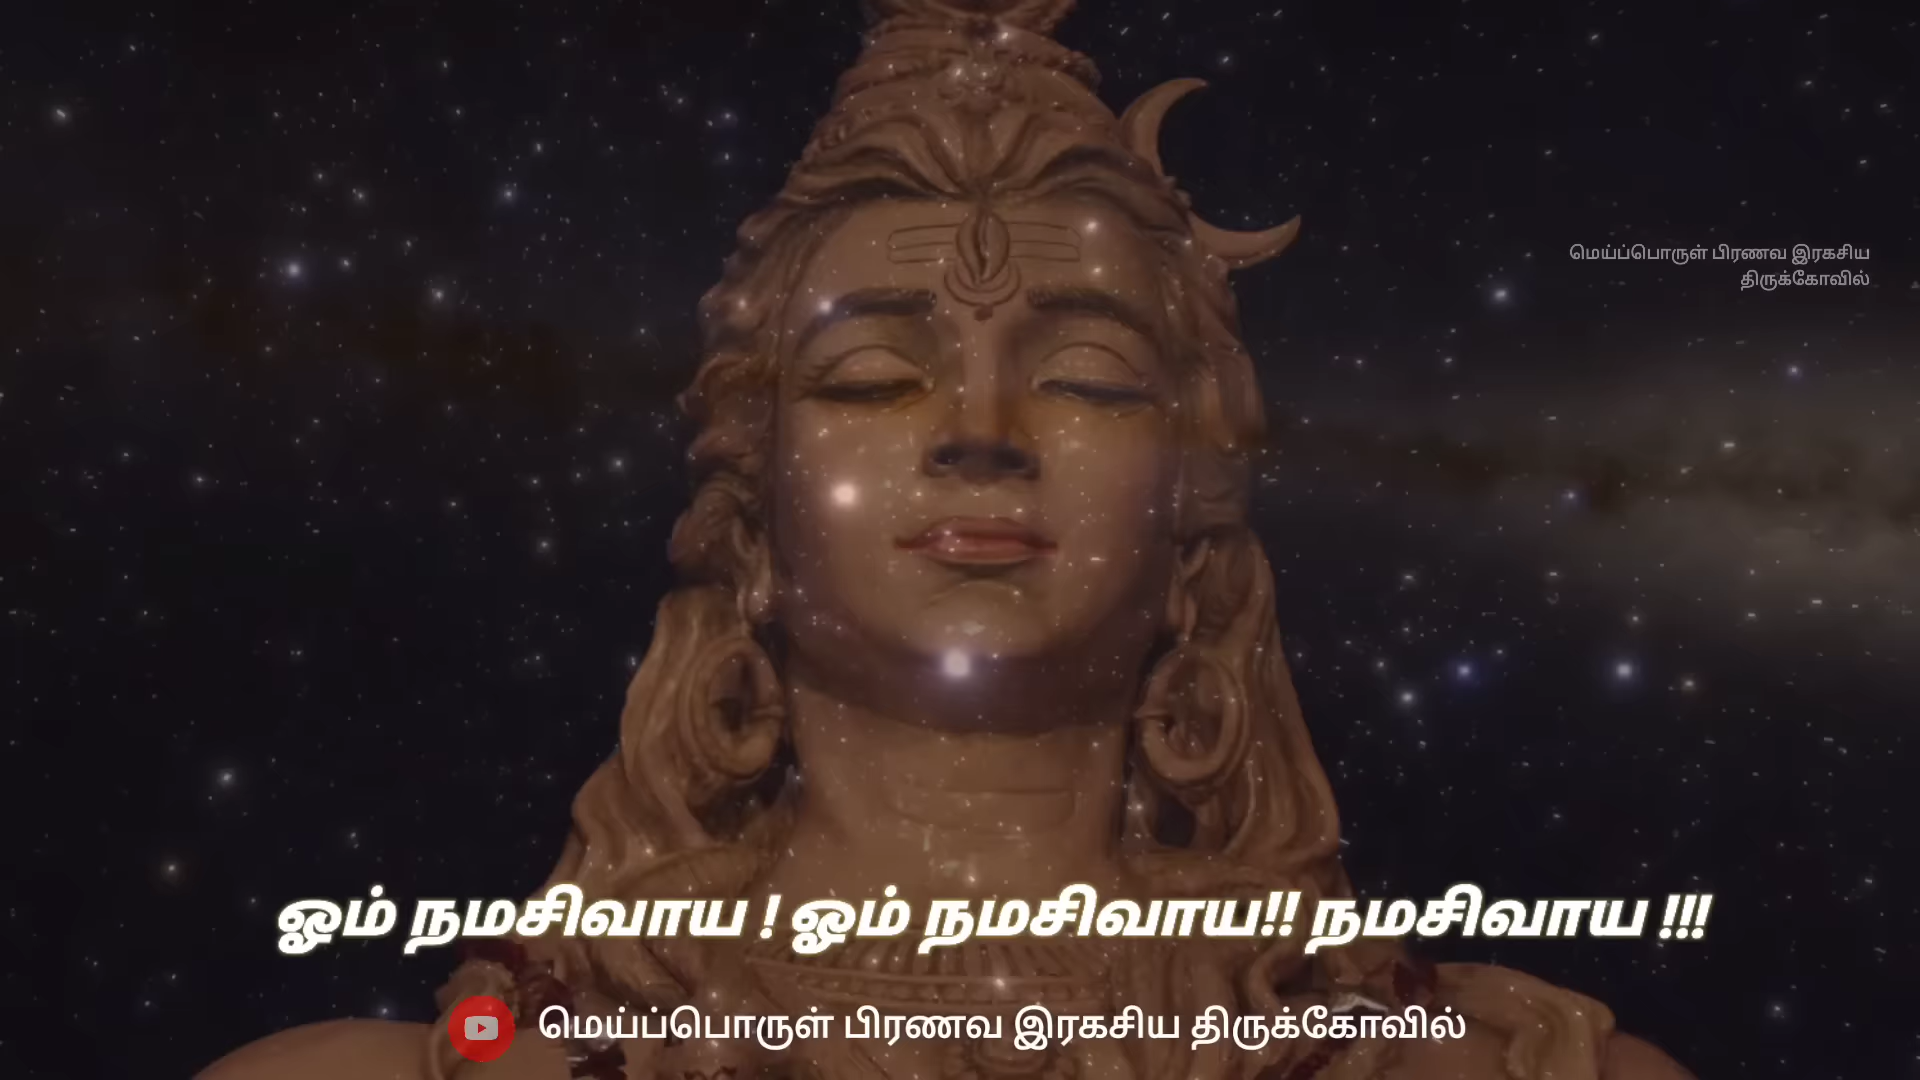 மெய்ப்பொருள் பிரணவ இரகசிய
திருக்கோவில்
ஓம் நமசிவாய ! ஓம் நமசிவாய!! நமசிவாய !!!
மெய்ப்பொருள் பிரணவ இரகசிய திருக்கோவில்